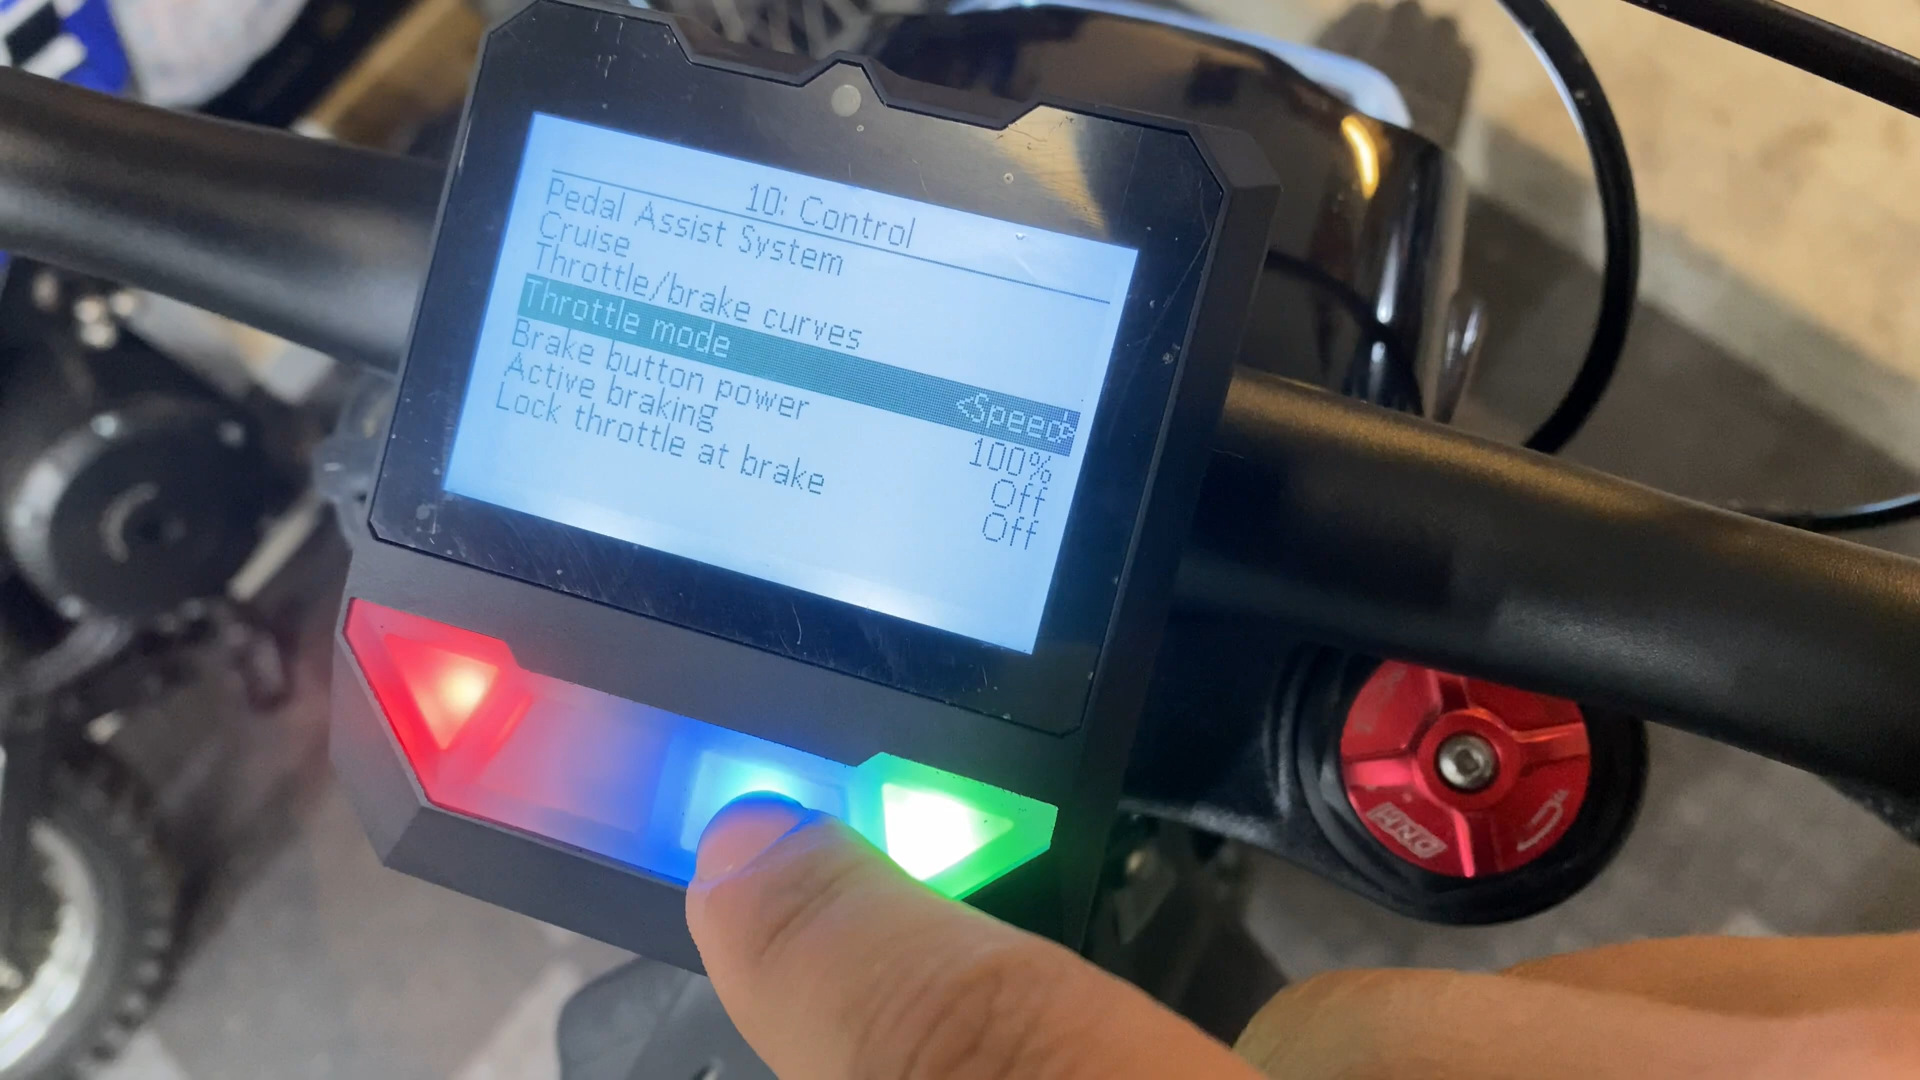 10: Control
Pedal Assist System
Cruise
Throttle/brake curves
Throttle mode <Speed>
Brake button power 100%
Active braking Off
Lock throttle at brake Off
DNH